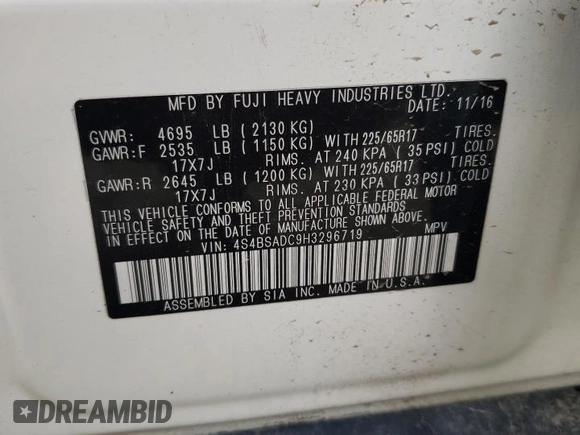 MFD BY FUJI HEAVY INDUSTRIES LTD.
DATE: 11/16
GVWR: 4695 LB ( 2130 KG)
GAWR:F 2535 LB ( 1150 KG) WITH 225/65R17 TIRES.
17X7J RIMS. AT 240 KPA ( 35 PSI) COLD
GAWR:R 2645 LB ( 1200 KG) WITH 225/65R17 TIRES.
17X7J RIMS. AT 230 KPA ( 33 PSI) COLD
THIS VEHICLE CONFORMS TO ALL APPLICABLE FEDERAL MOTOR
VEHICLE SAFETY AND THEFT PREVENTION STANDARDS
IN EFFECT ON THE DATE OF MANUFACTURE SHOWN ABOVE.
VIN: 4S4BSADC9H3296719 MPV
ASSEMBLED BY SIA INC. MADE IN U.S.A.
DREAMBID